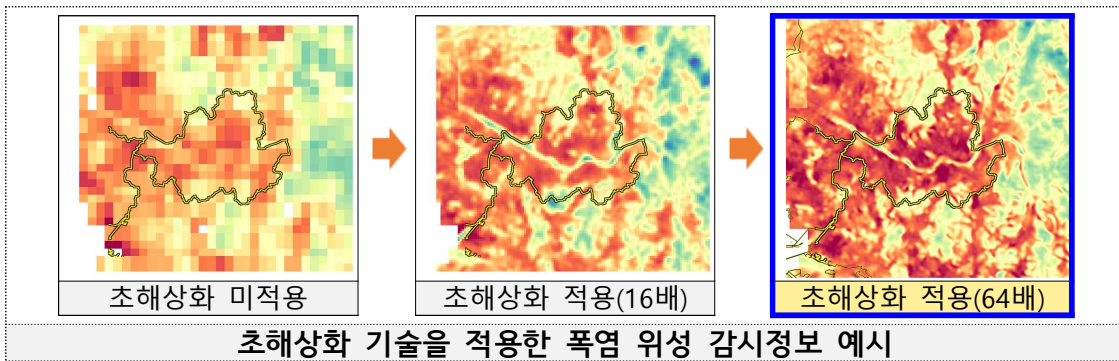 초해상화 미적용
초해상화 적용(16배)
초해상화 적용(64배)
초해상화 기술을 적용한 폭염 위성 감시정보 예시